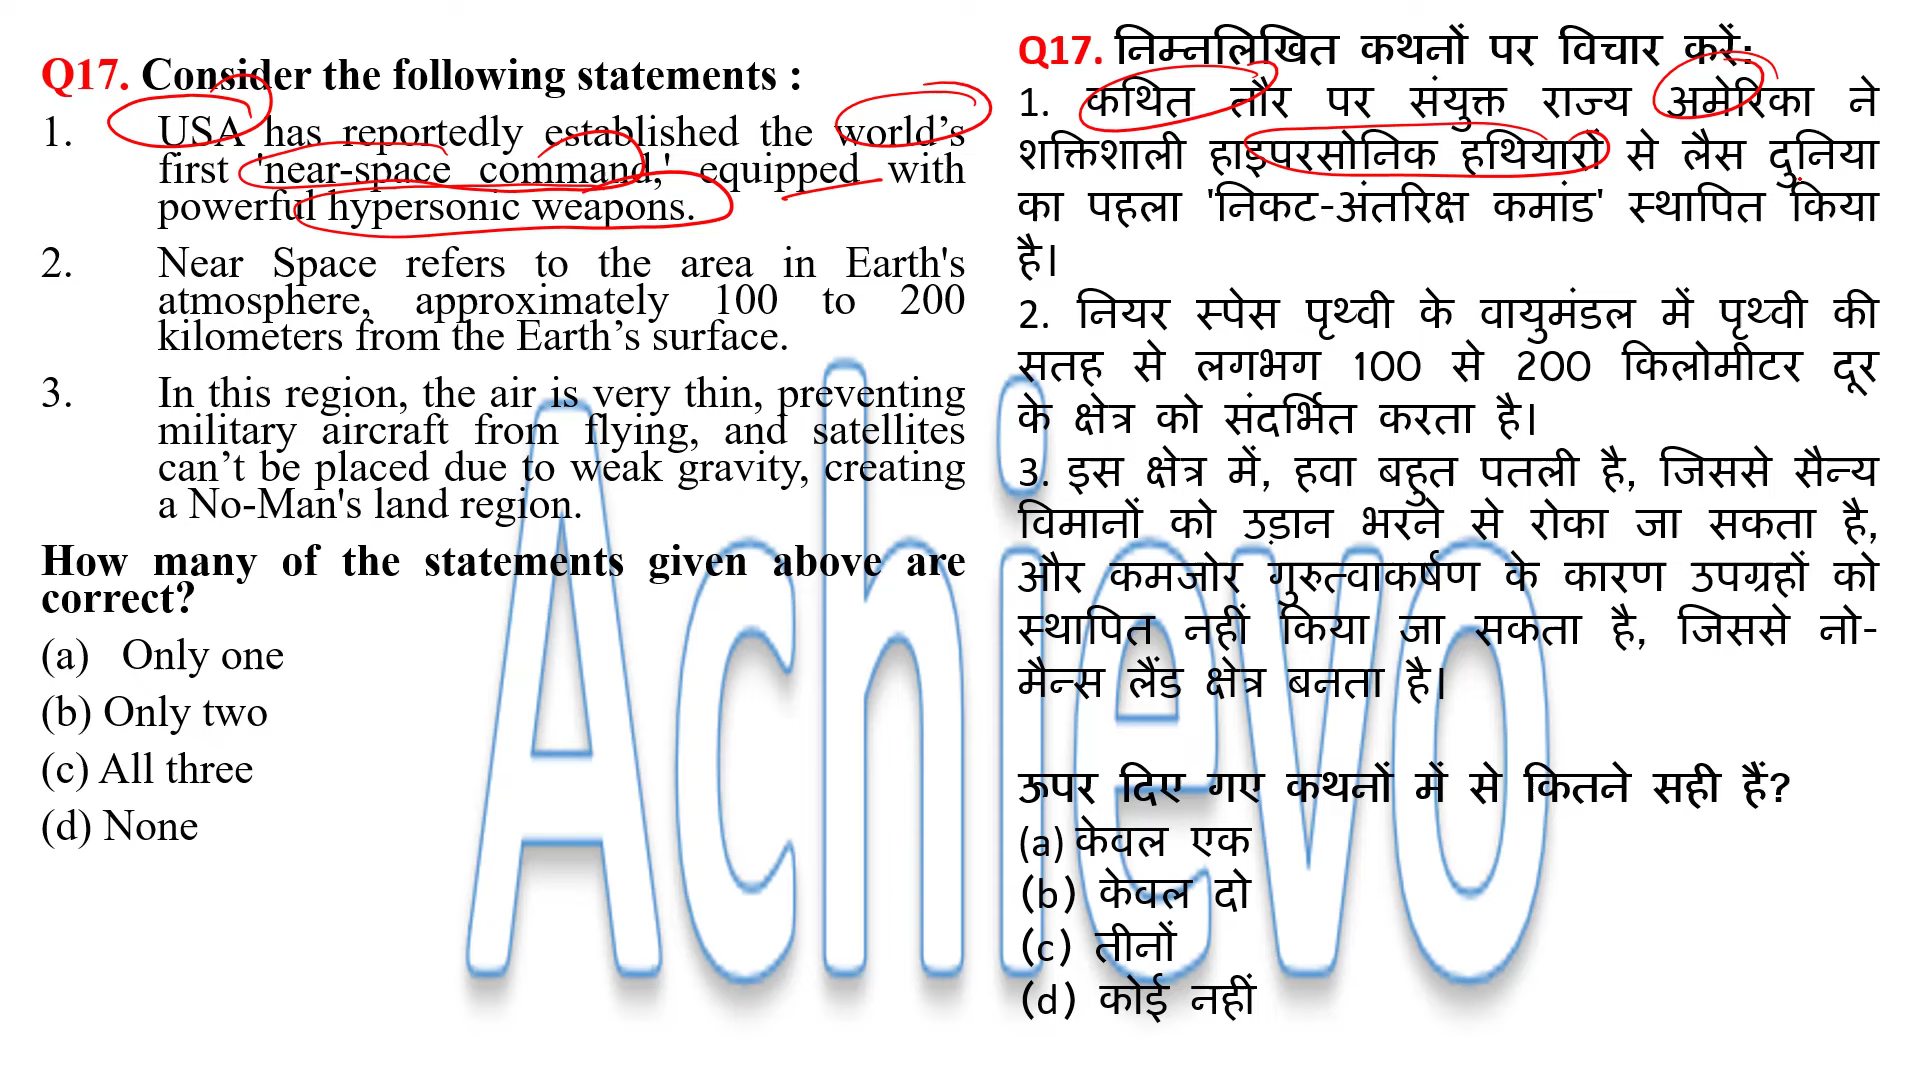 Q17. Consider the following statements :
1. USA has reportedly established the world’s
first 'near-space command,' equipped with
powerful hypersonic weapons.
2. Near Space refers to the area in Earth's
atmosphere, approximately 100 to 200
kilometers from the Earth’s surface.
3. In this region, the air is very thin, preventing
military aircraft from flying, and satellites
can’t be placed due to weak gravity, creating
a No-Man's land region.
How many of the statements given above are
correct?
(a) Only one
(b) Only two
(c) All three
(d) None
Q17. निम्नलिखित कथनों पर विचार करें:
1. कथित तौर पर संयुक्त राज्य अमेरिका ने
शक्तिशाली हाइपरसोनिक हथियारों से लैस दुनिया
का पहला 'निकट-अंतरिक्ष कमांड' स्थापित किया
है।
2. नियर स्पेस पृथ्वी के वायुमंडल में पृथ्वी की
सतह से लगभग 100 से 200 किलोमीटर दूर
के क्षेत्र को संदर्भित करता है।
3. इस क्षेत्र में, हवा बहुत पतली है, जिससे सैन्य
विमानों को उड़ान भरने से रोका जा सकता है,
और कमजोर गुरुत्वाकर्षण के कारण उपग्रहों को
स्थापित नहीं किया जा सकता है, जिससे नो-
मैन्स लैंड क्षेत्र बनता है।
ऊपर दिए गए कथनों में से कितने सही हैं?
(a) केवल एक
(b) केवल दो
(c) तीनों
(d) कोई नहीं
Achievo